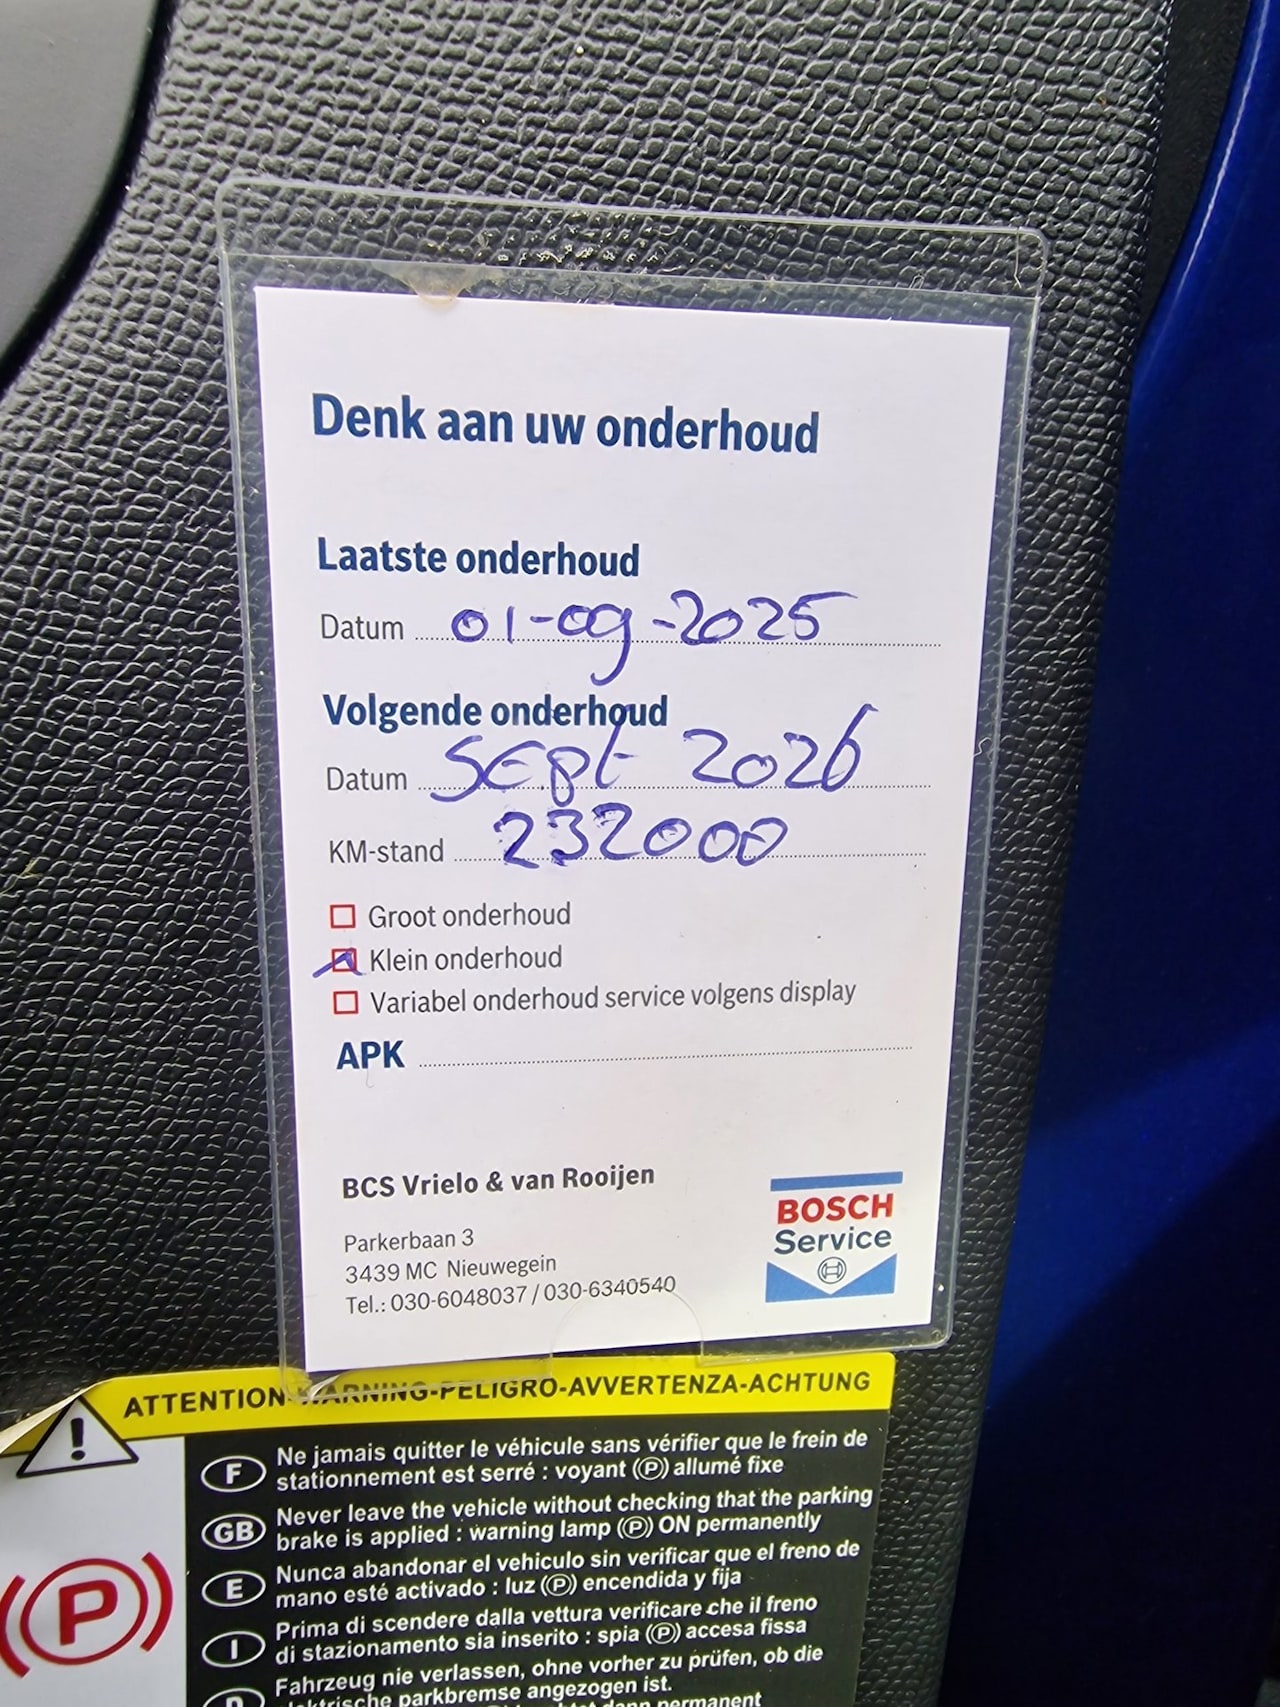 Denk aan uw onderhoud
Laatste onderhoud
Datum 01-09-2025
Volgende onderhoud
Datum sept 2026
KM-stand 232000
Groot onderhoud
Klein onderhoud
Variabel onderhoud service volgens display
APK
BCS Vrielo & van Rooijen
Parkerbaan 3
3439 MC Nieuwegein
Tel.: 030-6048037 / 030-6340540
BOSCH
Service
ATTENTION-WARNING-PELIGRO-AVVERTENZA-ACHTUNG
F Ne jamais quitter le véhicule sans vérifier que le frein de
stationnement est serré : voyant (P) allumé fixe
GB Never leave the vehicle without checking that the parking
brake is applied : warning lamp (P) ON permanently
E Nunca abandonar el vehiculo sin verificar que el freno de
mano esté activado : luz (P) encendida y fija
I Prima di scendere dalla vettura verificare che il freno
di stazionamento sia inserito : spia (P) accesa fissa
D Fahrzeug nie verlassen, ohne vorher zu prüfen, ob die
elektrische parkbremse angezogen ist.
dann permanent
(P)